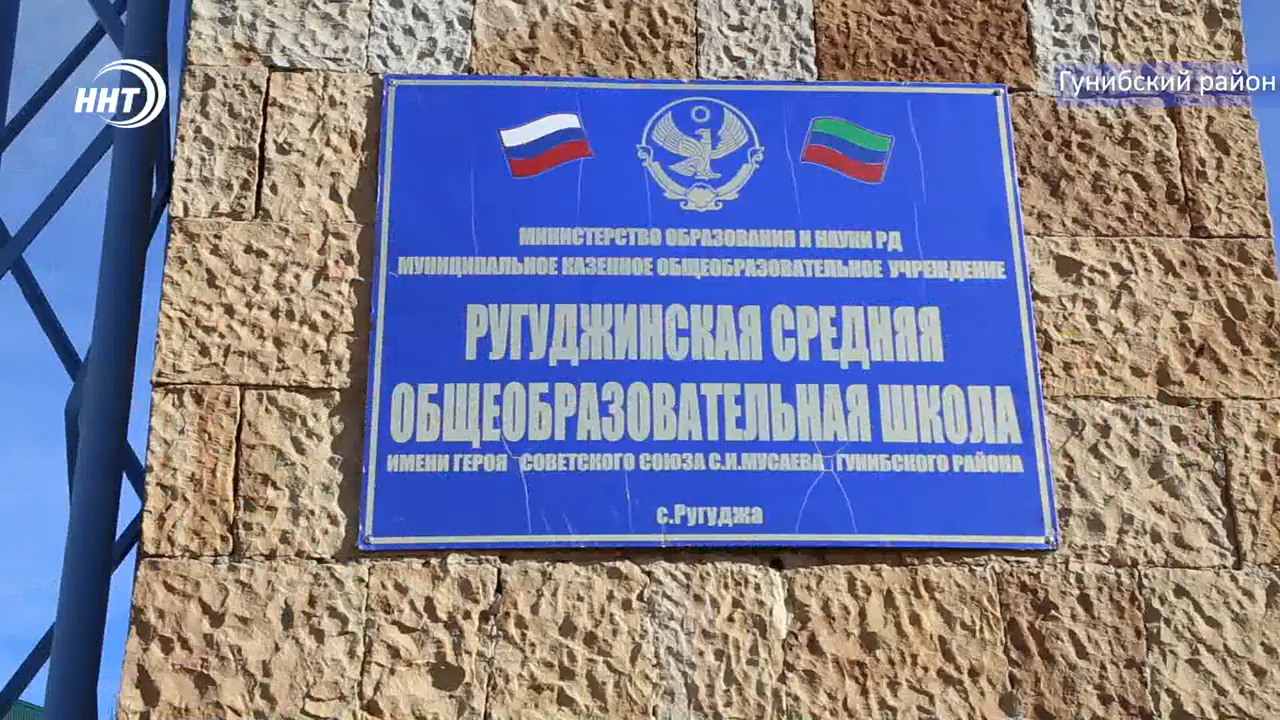 ННТ
Гунибский район
МИНИСТЕРСТВО ОБРАЗОВАНИЯ И НАУКИ РД
МУНИЦИПАЛЬНОЕ КАЗЕННОЕ ОБЩЕОБРАЗОВАТЕЛЬНОЕ УЧРЕЖДЕНИЕ
РУГУДЖИНСКАЯ СРЕДНЯЯ
ОБЩЕОБРАЗОВАТЕЛЬНАЯ ШКОЛА
ИМЕНИ ГЕРОЯ СОВЕТСКОГО СОЮЗА С.И.МУСАЕВА ГУНИБСКОГО РАЙОНА
с.Ругуджа